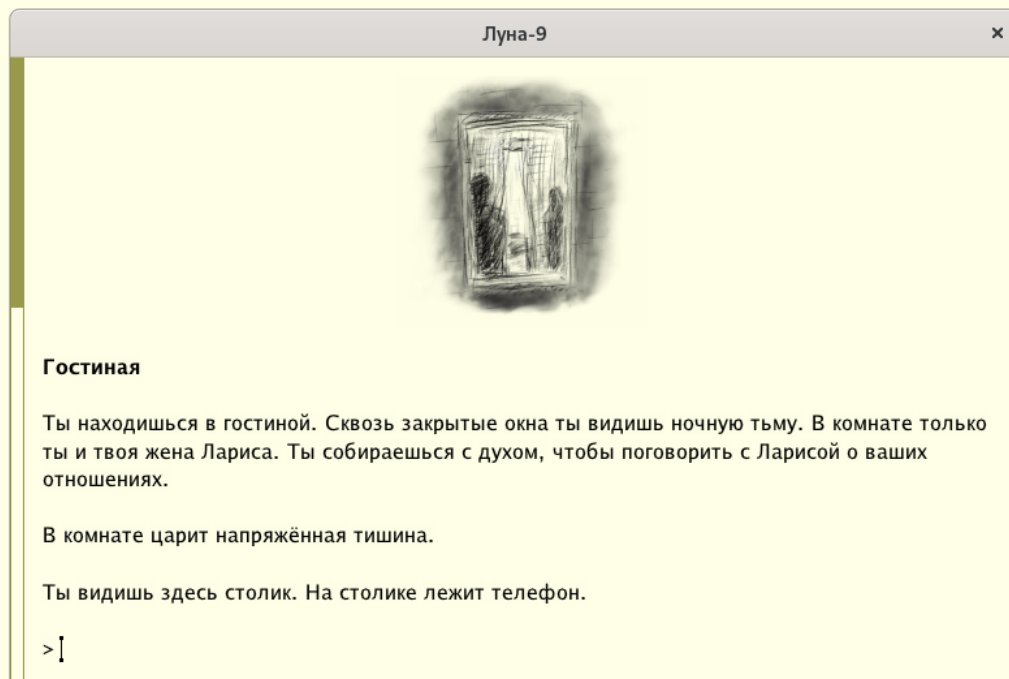 Луна-9
Гостиная
Ты находишься в гостиной. Сквозь закрытые окна ты видишь ночную тьму. В комнате только
ты и твоя жена Лариса. Ты собираешься с духом, чтобы поговорить с Ларисой о ваших
отношениях.
В комнате царит напряжённая тишина.
Ты видишь здесь столик. На столике лежит телефон.
>